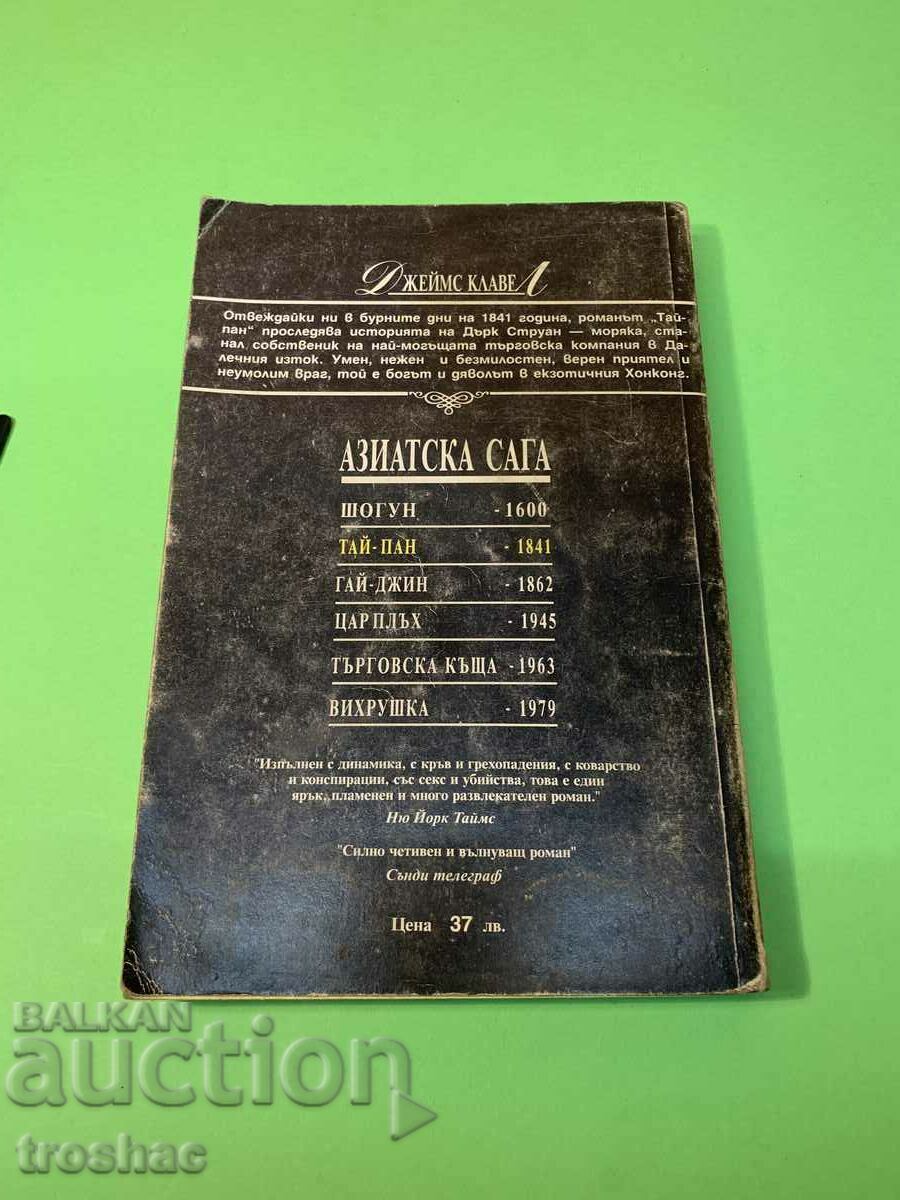 ДЖЕЙМС КЛАВЕЛ
Отвеждайки ни в бурните дни на 1841 година, романът „Тай-
пан“ проследява историята на Дърк Струан — моряка, ста-
нал собственик на най-могъщата търговска компания в Да-
лечния изток. Умен, нежен и безмилостен, верен приятел и
неумолим враг, той е богът и дяволът в екзотичния Хонконг.
АЗИАТСКА САГА
ШОГУН - 1600
ТАЙ-ПАН - 1841
ГАЙ-ДЖИН - 1862
ЦАР ПЛЪХ - 1945
ТЪРГОВСКА КЪЩА - 1963
ВИХРУШКА - 1979
"Изпълнен с динамика, с кръв и грехопадения, с коварство
и конспирации, със секс и убийства, това е един
ярък, пламенен и много развлекателен роман."
Ню Йорк Таймс
"Силно четивен и вълнуващ роман"
Сънди телеграф
Цена 37 лв.
BALKAN
auction
troshac